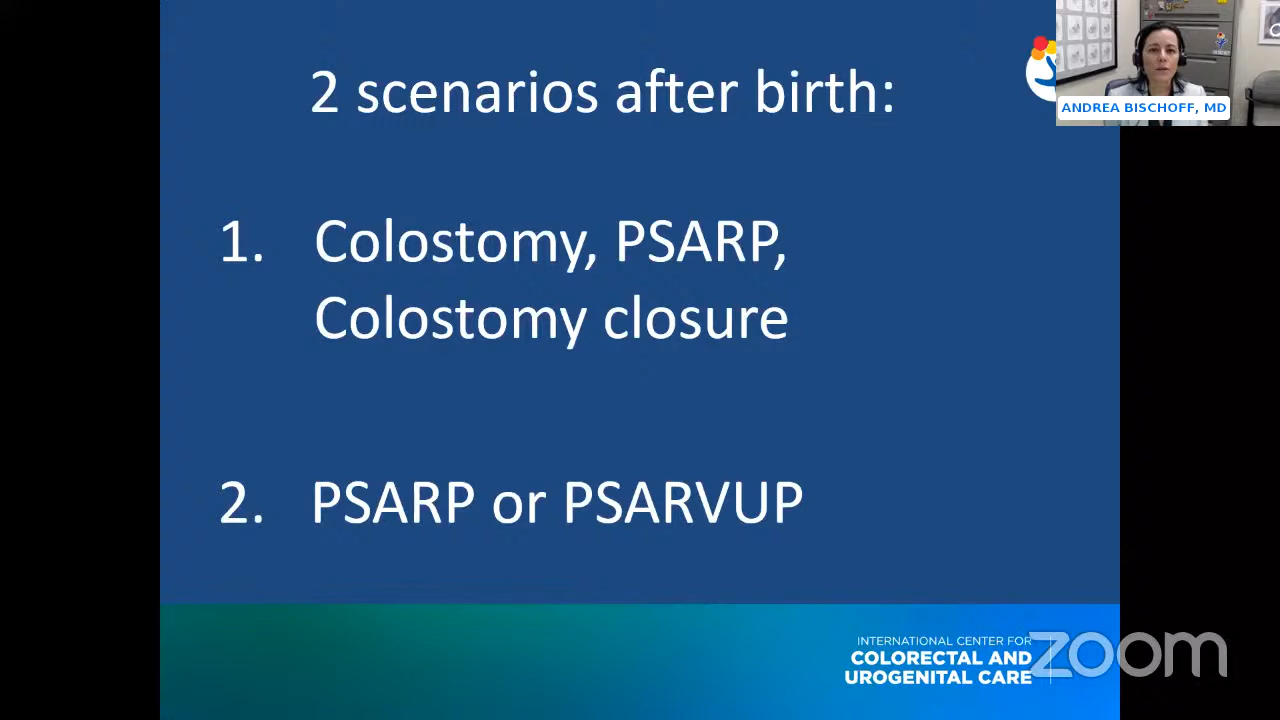 2 scenarios after birth:
1. Colostomy, PSARP,
Colostomy closure
2. PSARP or PSARVUP
ANDREA BISCHOFF, MD
INTERNATIONAL CENTER FOR
COLORECTAL AND
UROGENITAL CARE
zoom